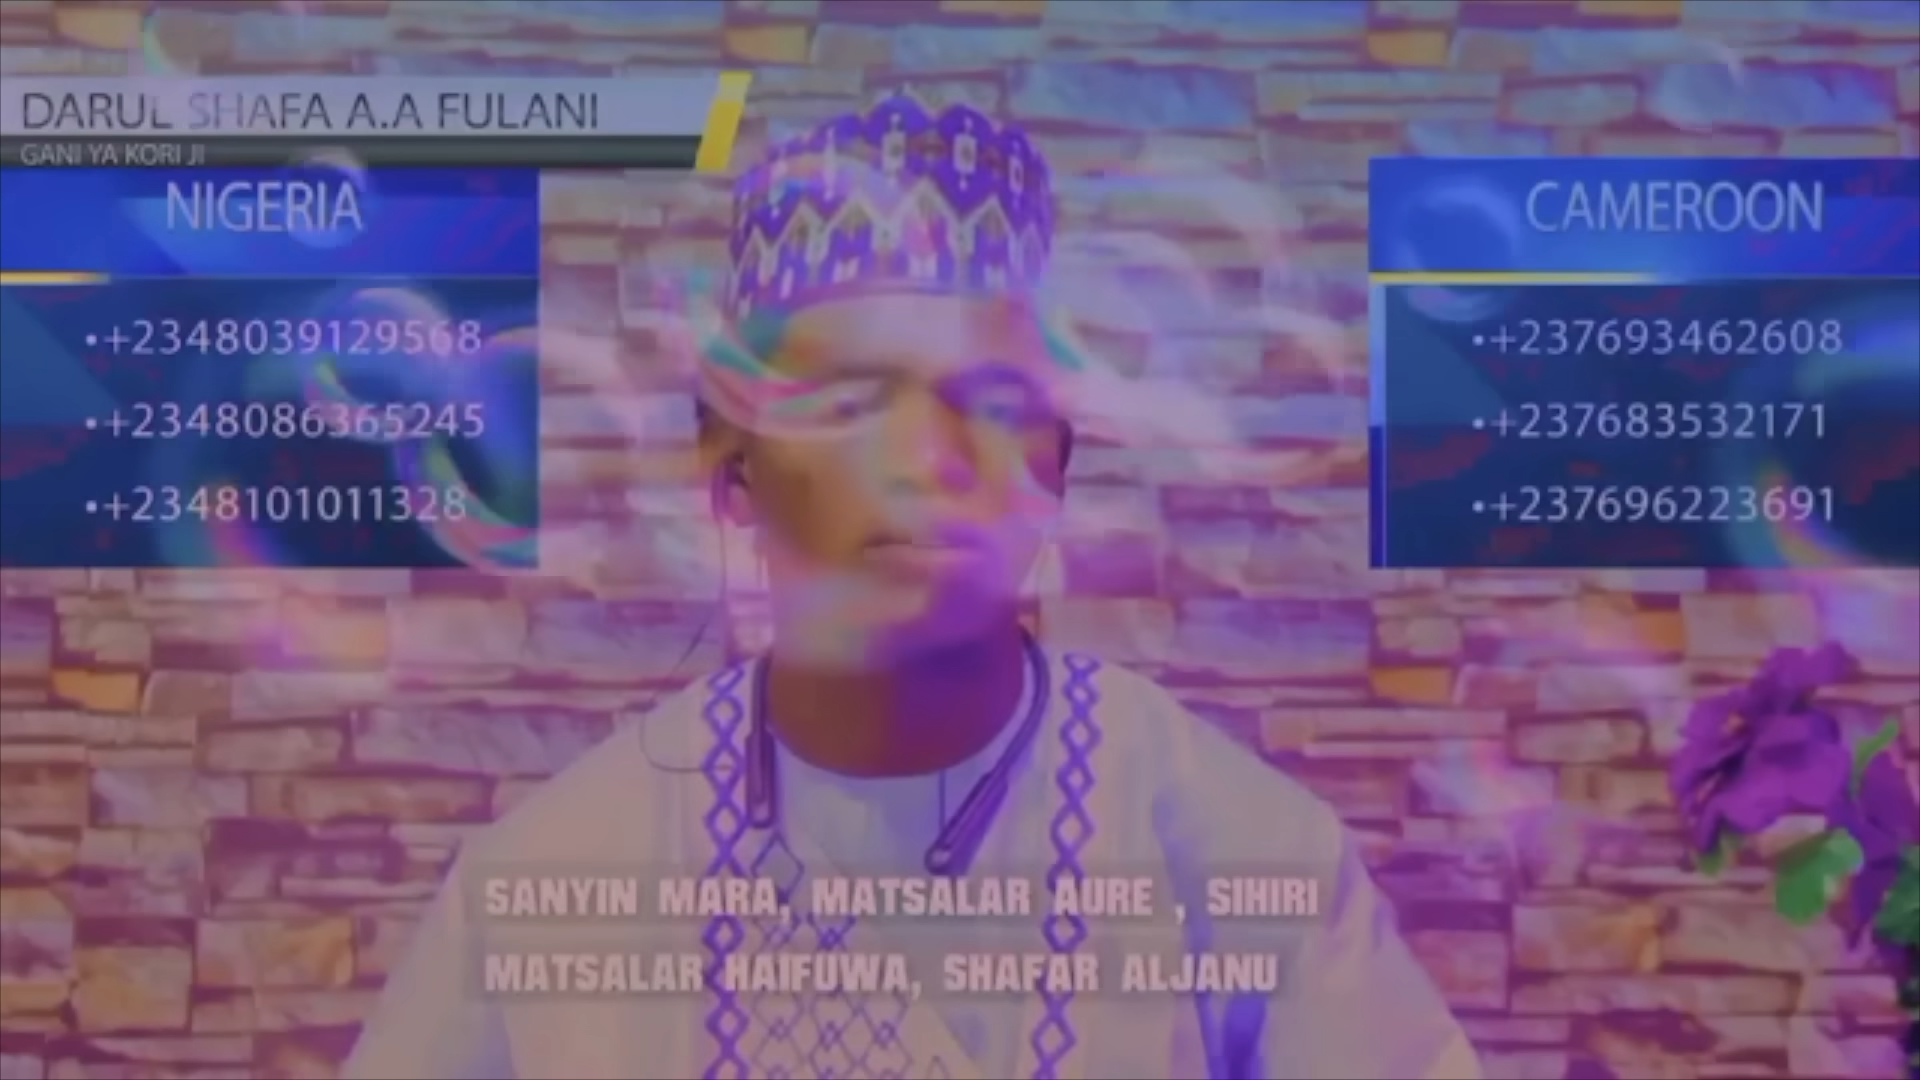 DARUL SHAFA A.A FULANI
GANI YA KORI JI
NIGERIA
•+2348039129568
•+2348086365245
•+2348101011328
CAMEROON
•+237693462608
•+237683532171
•+237696223691
SANYIN MARA, MATSALAR AURE , SIHIRI
MATSALAR HAIFUWA, SHAFAR ALJANU